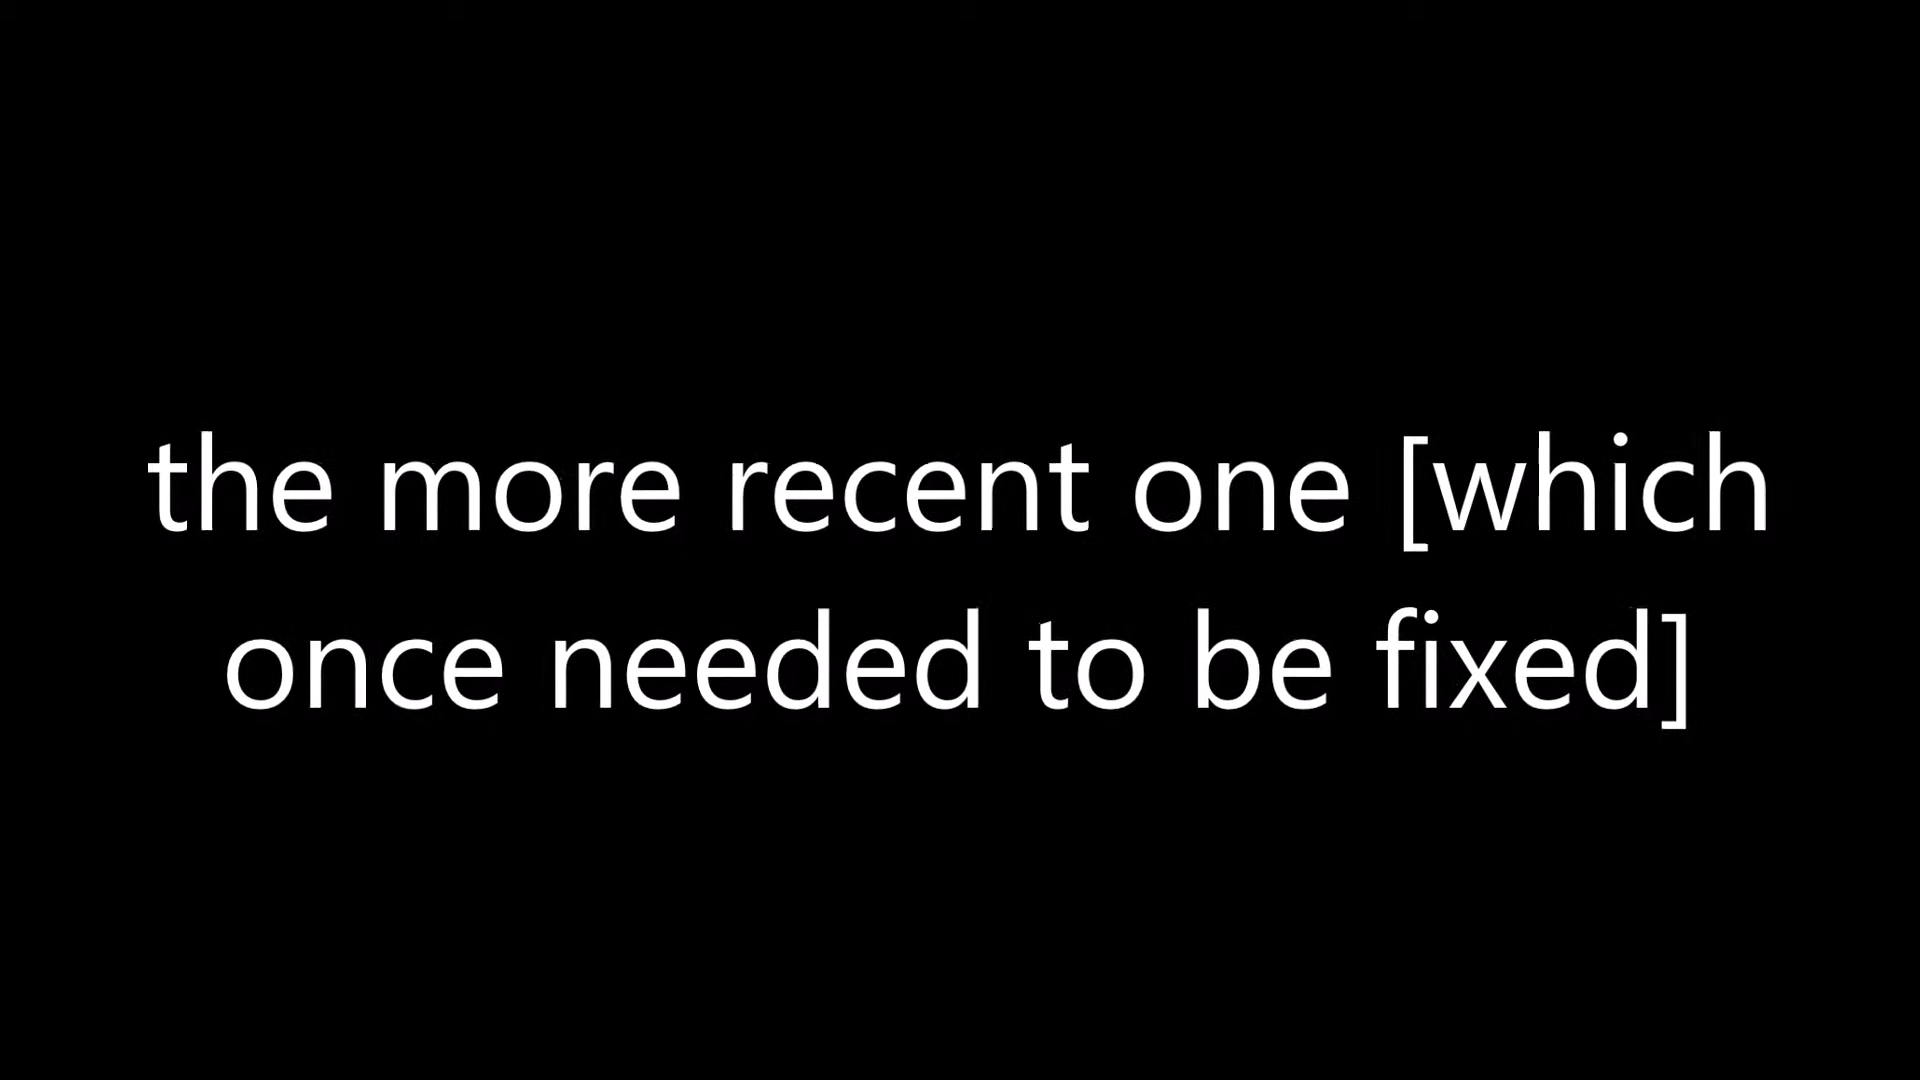 the more recent one [which
once needed to be fixed]